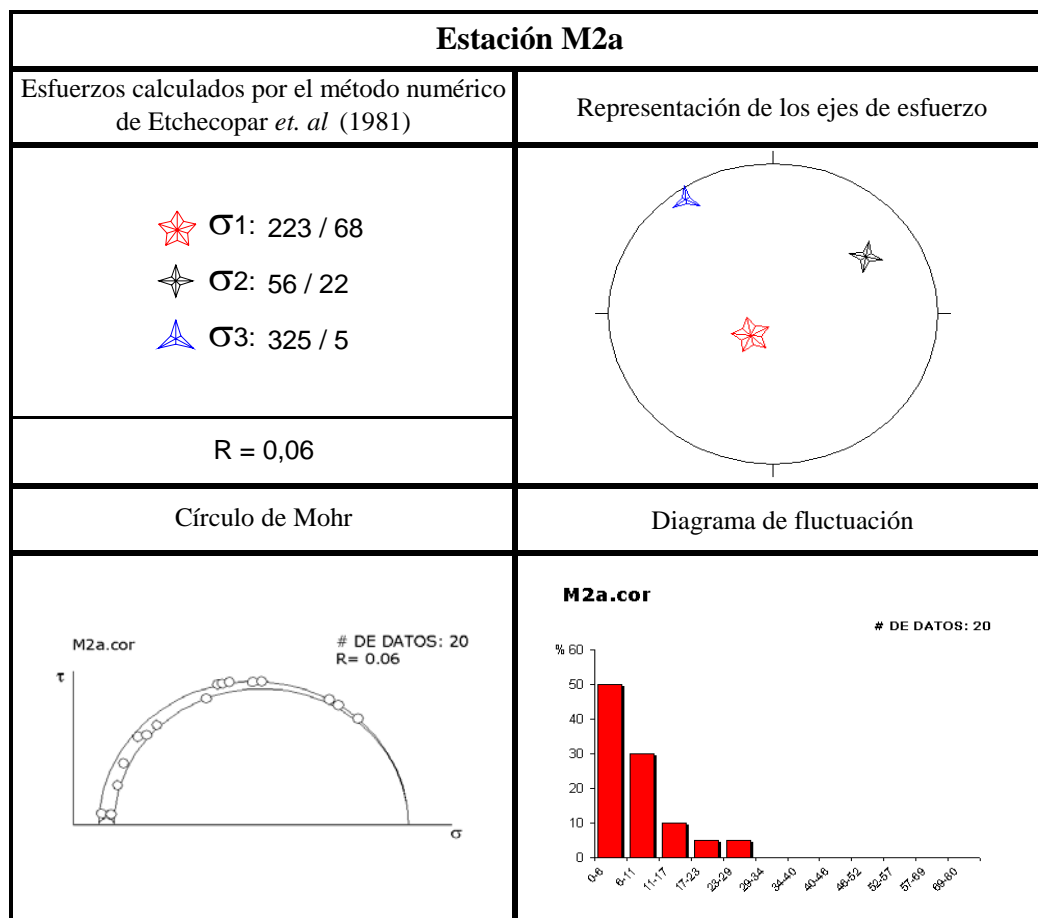 Estación M2a
Esfuerzos calculados por el método numérico
de Etchecopar et. al (1981)
Representación de los ejes de esfuerzo
σ1: 223 / 68
σ2: 56 / 22
σ3: 325 / 5
R = 0,06
Círculo de Mohr
Diagrama de fluctuación
M2a.cor
# DE DATOS: 20
R= 0.06
τ
σ
M2a.cor
# DE DATOS: 20
% 60
50
40
30
20
10
0
0-6
6-11
11-17
17-23
23-29
29-34
34-40
40-46
46-52
52-57
57-69
69-80